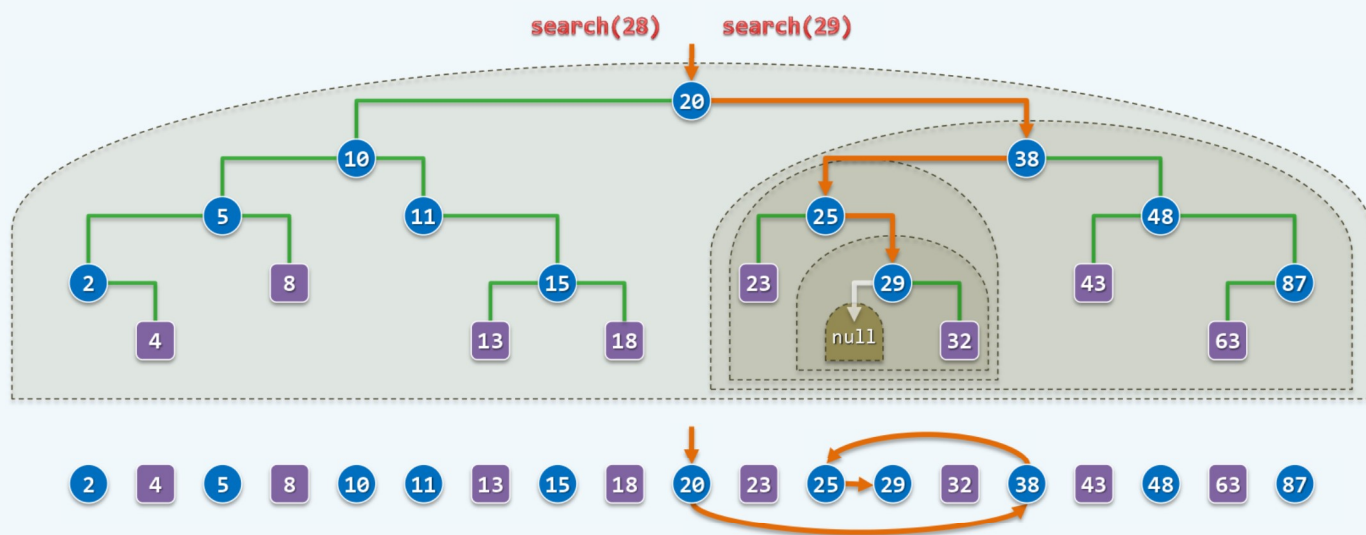 search(28) search(29)
20
10 38
5 11 25 48
2 8 15 23 29 43 87
4 13 18 null 32 63
2 4 5 8 10 11 13 15 18 20 23 25 29 32 38 43 48 63 87